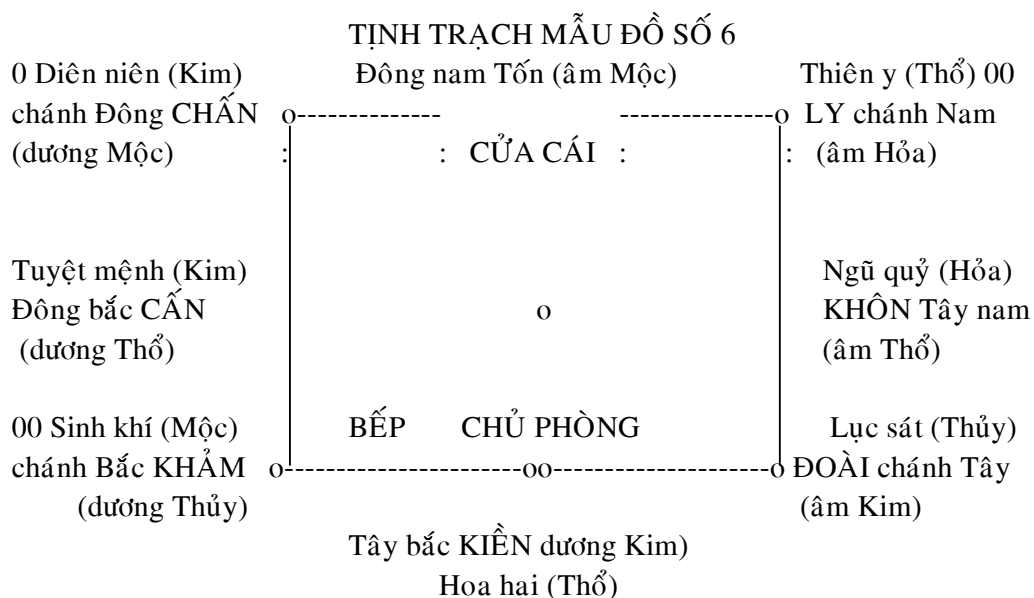 TỊNH TRẠCH MẪU ĐỒ SỐ 6
0 Diên niên (Kim) Đông nam Tốn (âm Mộc) Thiên y (Thổ) 00
chánh Đông CHẤN o-------------- ---------------o LY chánh Nam
(dương Mộc) : : CỬA CÁI : : (âm Hỏa)
Tuyệt mệnh (Kim) Ngũ quỷ (Hỏa)
Đông bắc CẤN o KHÔN Tây nam
(dương Thổ) (âm Thổ)
00 Sinh khí (Mộc) BẾP CHỦ PHÒNG Lục sát (Thủy)
chánh Bắc KHẢM o-----------------------oo---------------------o ĐOÀI chánh Tây
(dương Thủy) (âm Kim)
Tây bắc KIỀN dương Kim)
Hoa hai (Thổ)